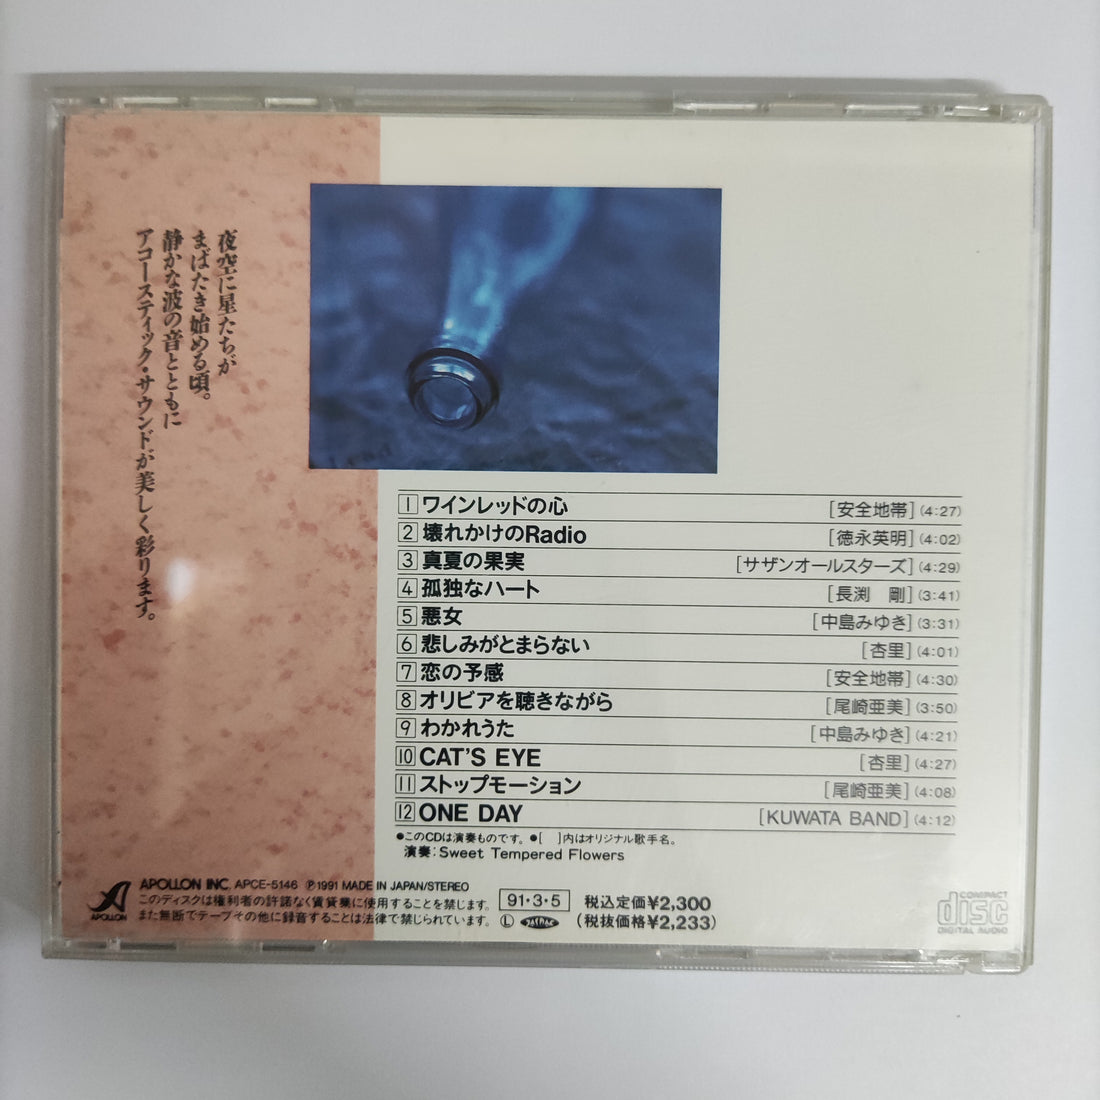 夜空に星たちが
まばたき始める頃。
静かな波の音とともに
アコースティック・サウンドが美しく彩ります。
1 ワインレッドの心 [安全地帯] (4:27)
2 壊れかけのRadio [徳永英明] (4:02)
3 真夏の果実 [サザンオールスターズ] (4:29)
4 孤独なハート [長渕 剛] (3:41)
5 悪女 [中島みゆき] (3:31)
6 悲しみがとまらない [杏里] (4:01)
7 恋の予感 [安全地帯] (4:30)
8 オリビアを聴きながら [尾崎亜美] (3:50)
9 わかれうた [中島みゆき] (4:21)
10 CAT'S EYE [杏里] (4:27)
11 ストップモーション [尾崎亜美] (4:08)
12 ONE DAY [KUWATA BAND] (4:12)
●このCDは演奏ものです。●[ ]内はオリジナル歌手名。
演奏:Sweet Tempered Flowers
APOLLON
APOLLON INC. APCE-5146 ℗1991 MADE IN JAPAN/STEREO
このディスクは権利者の許諾なく賃貸業に使用することを禁じます。
また無断でテープその他に録音することは法律で禁じられています。
91・3・5
Ⓛ JASRAC
税込定価¥2,300
(税抜価格¥2,233)
COMPACT
disc
DIGITAL AUDIO